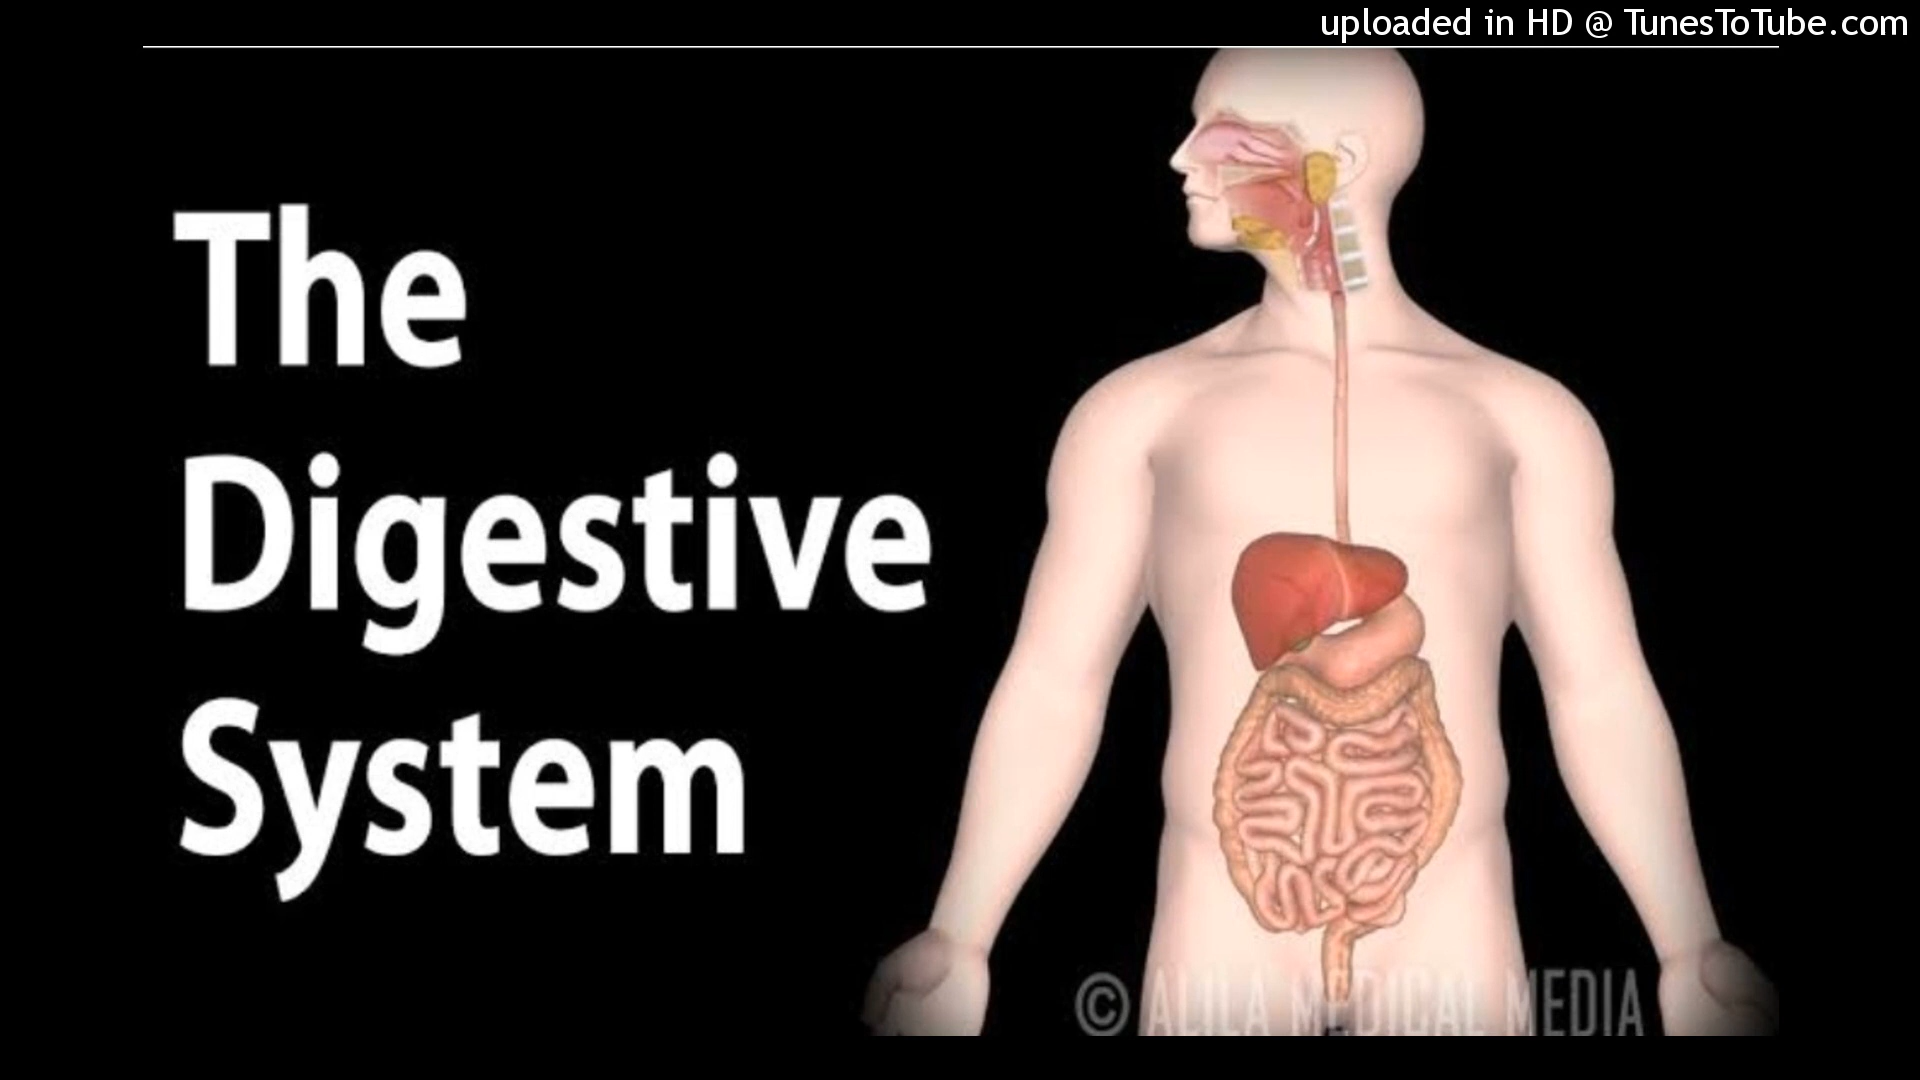 uploaded in HD @ TunesToTube.com
The
Digestive
System
© ALILA MEDICAL MEDIA